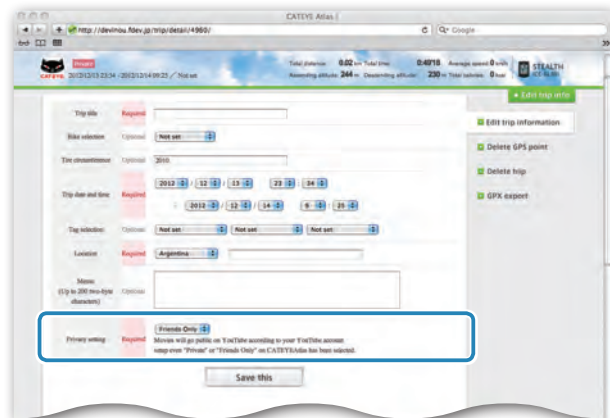 CATEYE Atlas |
http://devinou.fdev.jp/trip/detail/4960/
Google
Private
CATEYE
2012/12/13 23:34 -2012/12/14 09:25 / Not set
Total distance: 0.02 km Total time: 0:49'18 Average speed 0 km/h
Ascending altitude: 244 m Descending altitude: 230 m Total calories: 0 kcal
STEALTH
Edit trip info
Trip title Required
Bike selection Optional Not set
Tire circumference Optional 2010
Trip date and time Required 2012 / 12 / 13 23 : 34
- 2012 / 12 / 14 9 : 25
Tag selection Optional Not set Not set Not set
Location Required Argentina
Memo
(Up to 200 two-byte
characters)
Optional
Privacy setting Required Friends Only
Movies will go public on YouTube according to your YouTube account
setup even "Private" or "Friends Only" on CATEYEAtlas has been selected.
Save this
Edit trip information
Delete GPS point
Delete trip
GPX export